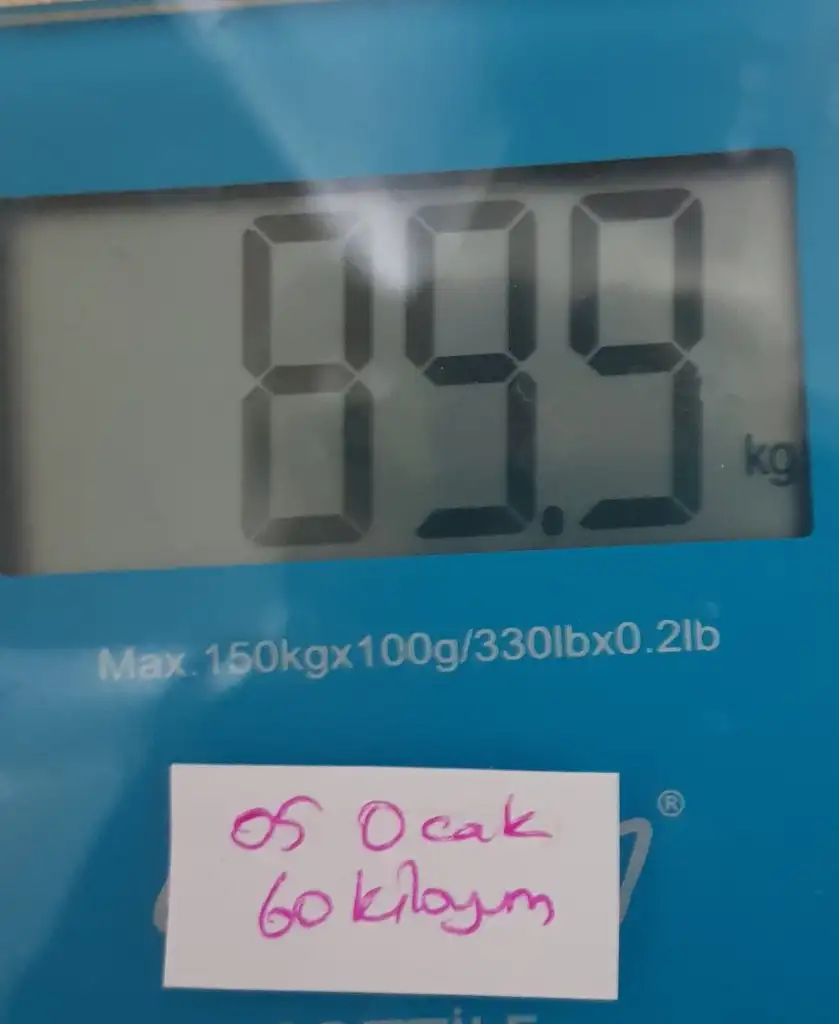 89.9 kg
Max.150kgx100g/330lbx0.2lb
®
05 Ocak
60 kiloyum